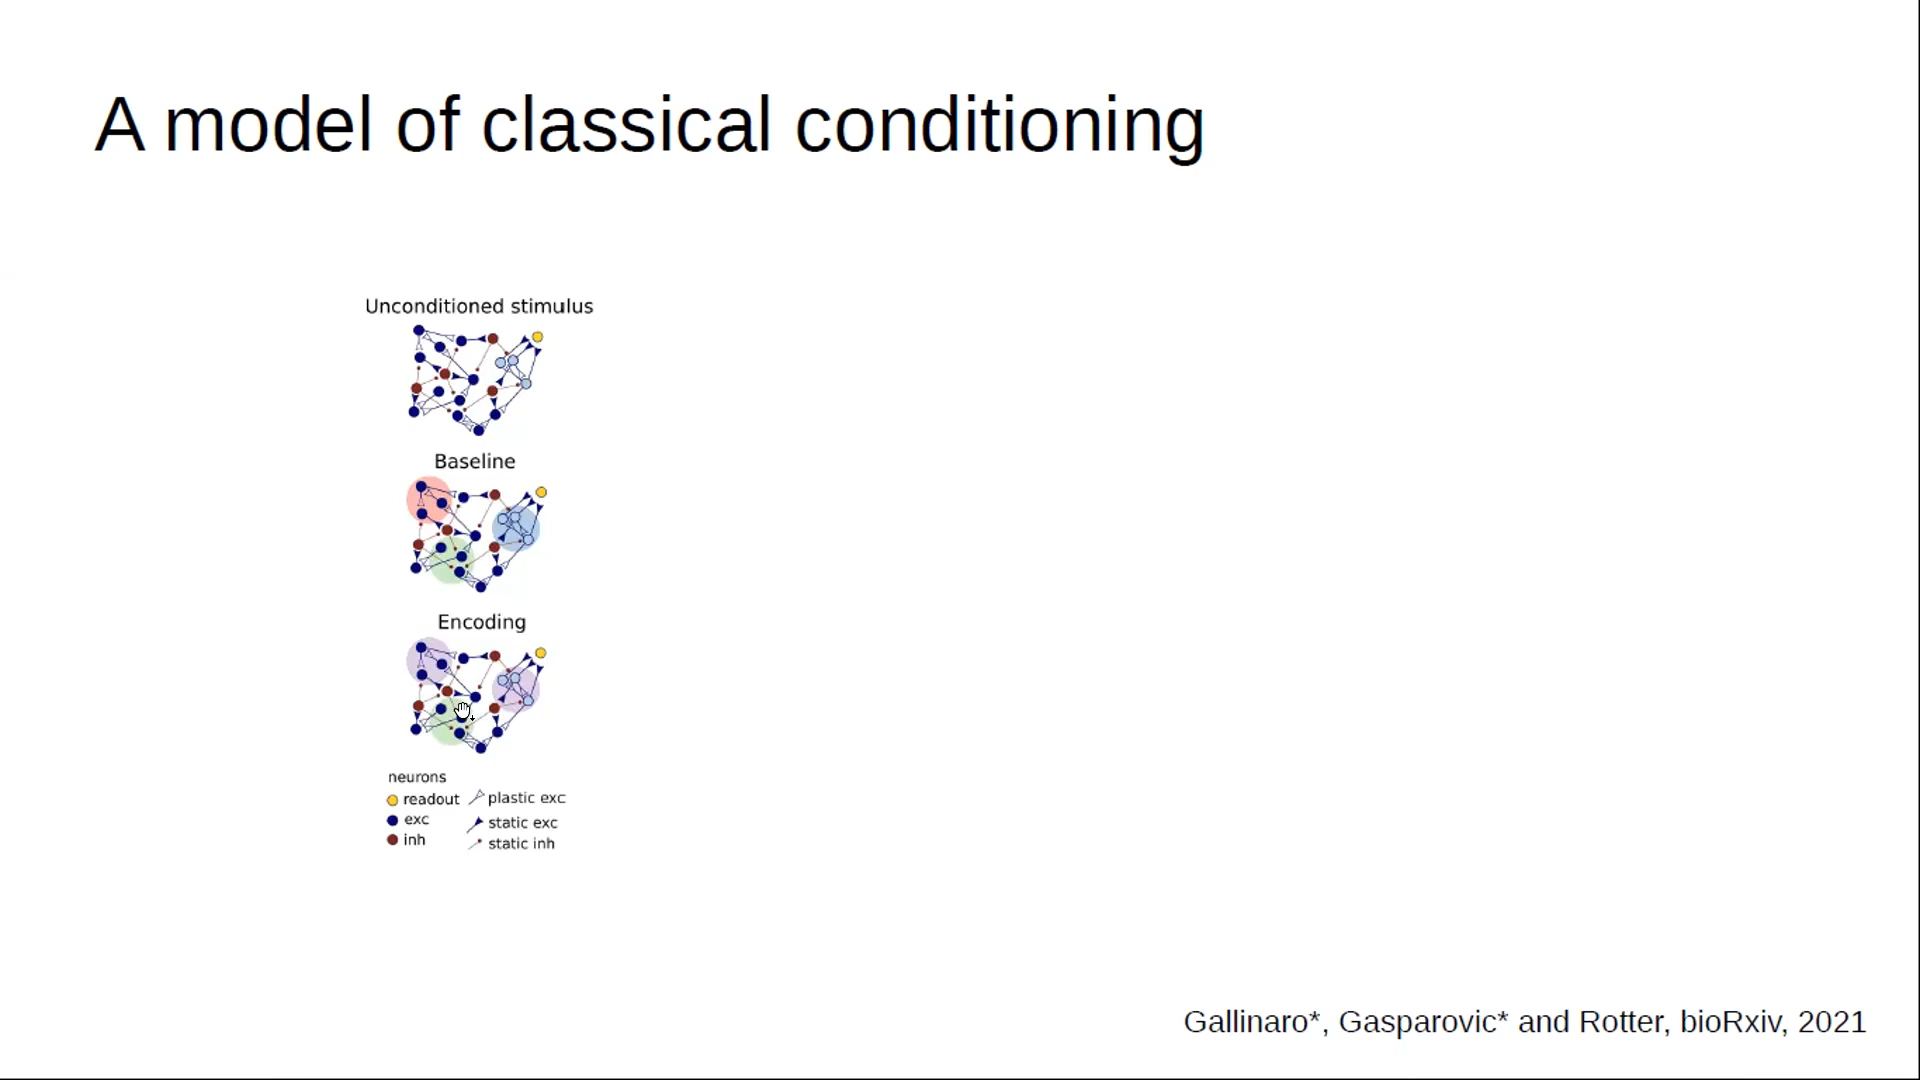 A model of classical conditioning
Unconditioned stimulus
Baseline
Encoding
neurons
readout plastic exc
exc static exc
inh static inh
Gallinaro*, Gasparovic* and Rotter, bioRxiv, 2021